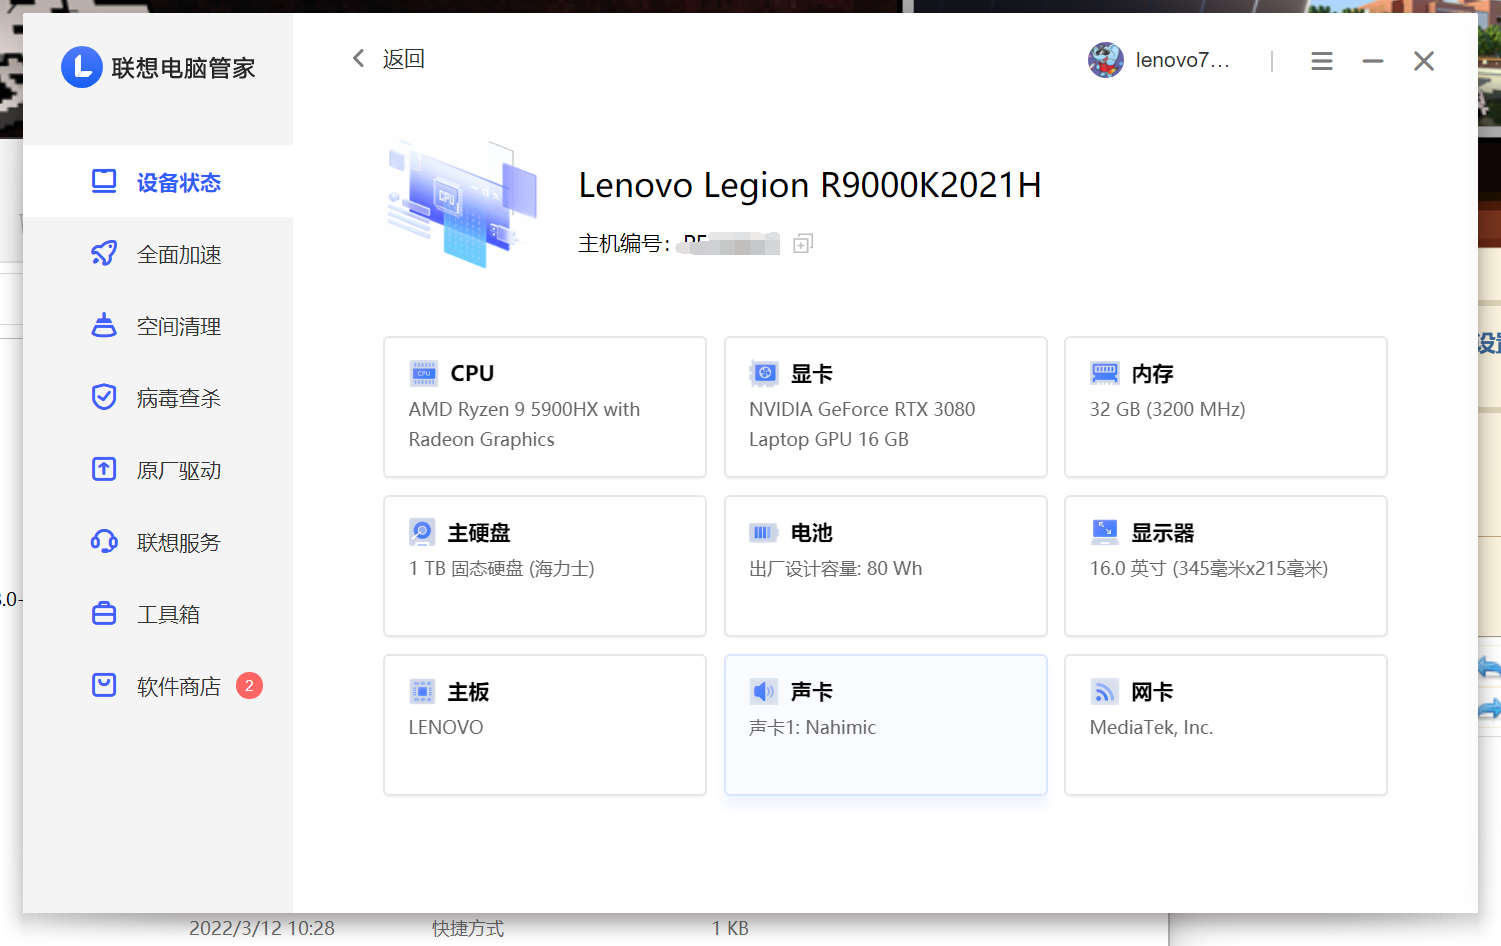 联想电脑管家
返回
lenovo7...
设备状态
全面加速
空间清理
病毒查杀
原厂驱动
联想服务
工具箱
软件商店 2
Lenovo Legion R9000K2021H
主机编号：
CPU
AMD Ryzen 9 5900HX with
Radeon Graphics
显卡
NVIDIA GeForce RTX 3080
Laptop GPU 16 GB
内存
32 GB (3200 MHz)
主硬盘
1 TB 固态硬盘 (海力士)
电池
出厂设计容量: 80 Wh
显示器
16.0 英寸 (345毫米x215毫米)
主板
LENOVO
声卡
声卡1: Nahimic
网卡
MediaTek, Inc.
设置
.0-
2022/3/12 10:28 快捷方式 1 KB